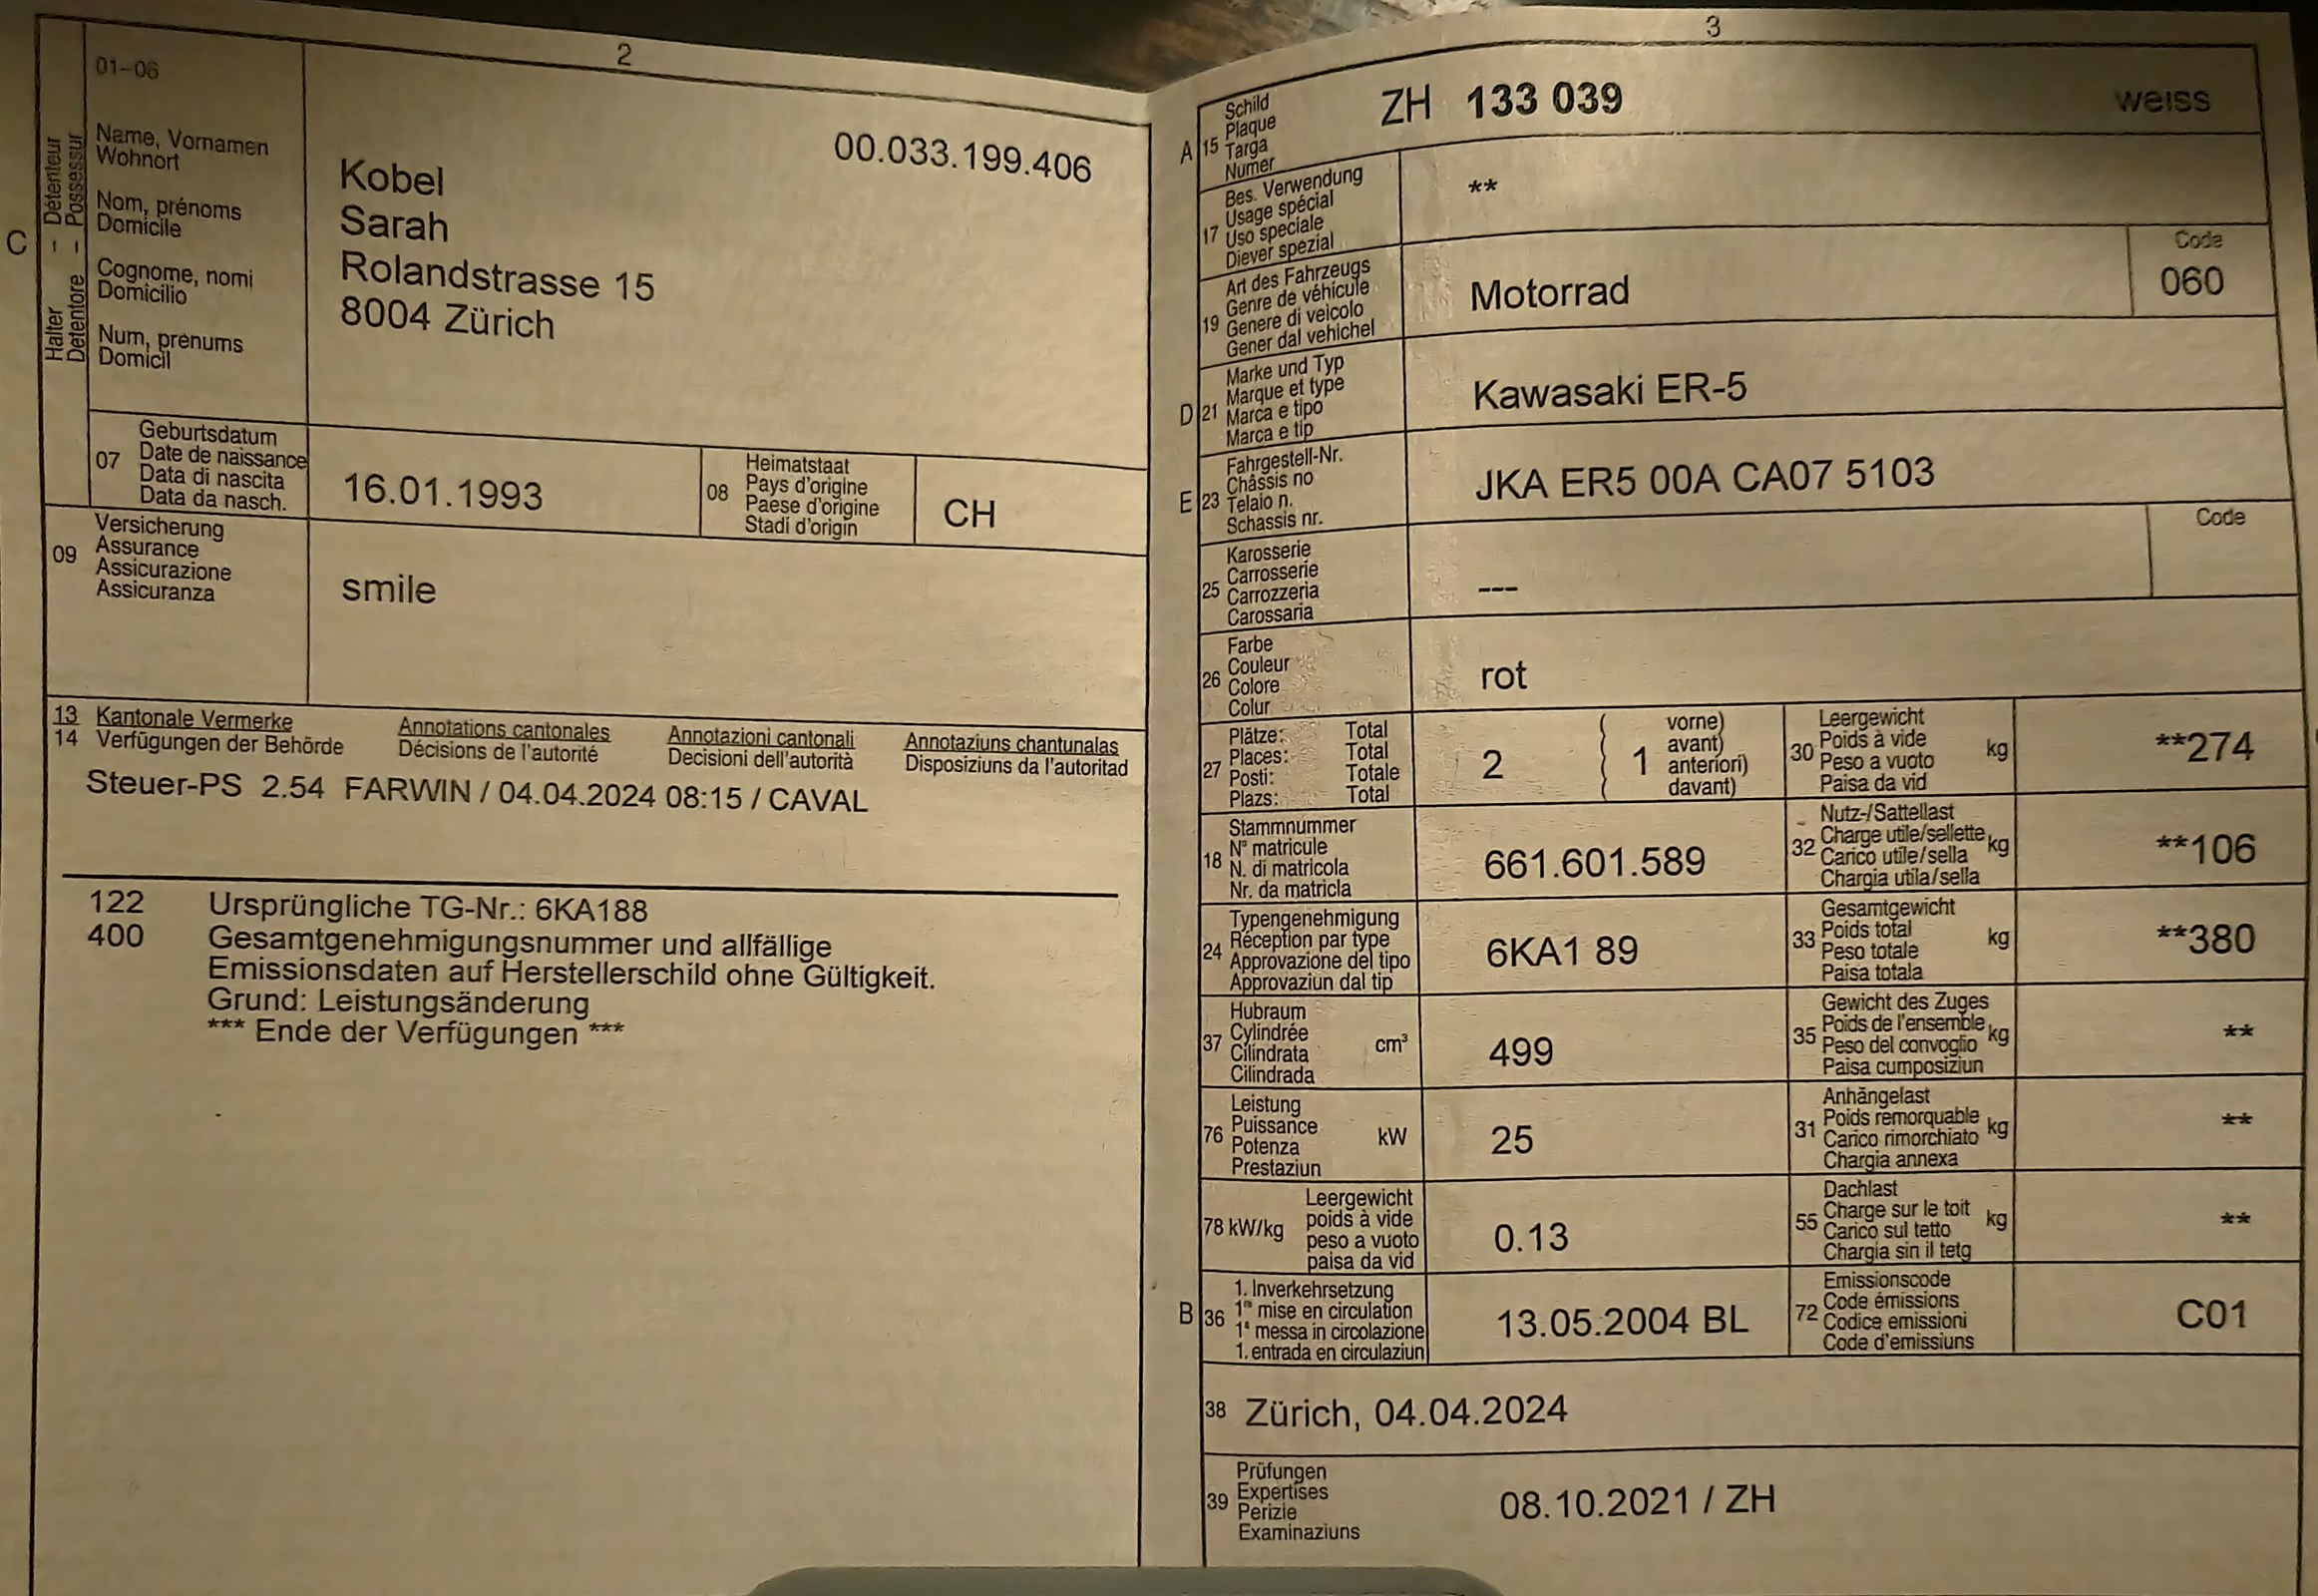 2
01-06
C
Halter - Détenteur
Detentore - Possessur
Name, Vornamen
Wohnort
Nom, prénoms
Domicile
Cognome, nomi
Domicilio
Num, prenums
Domicil
00.033.199.406
Kobel
Sarah
Rolandstrasse 15
8004 Zürich
07
Geburtsdatum
Date de naissance
Data di nascita
Data da nasch.
16.01.1993
08
Heimatstaat
Pays d'origine
Paese d'origine
Stadi d'origin
CH
09
Versicherung
Assurance
Assicurazione
Assicuranza
smile
13 Kantonale Vermerke Annotations cantonales Annotazioni cantonali Annotaziuns chantunalas
14 Verfügungen der Behörde Décisions de l'autorité Decisioni dell'autorità Disposiziuns da l'autoritad
Steuer-PS 2.54 FARWIN / 04.04.2024 08:15 / CAVAL
122 Ursprüngliche TG-Nr.: 6KA188
400 Gesamtgenehmigungsnummer und allfällige
Emissionsdaten auf Herstellerschild ohne Gültigkeit.
Grund: Leistungsänderung
*** Ende der Verfügungen ***
3
A 15
Schild
Plaque
Targa
Numer
ZH 133 039 weiss
17
Bes. Verwendung
Usage spécial
Uso speciale
Diever spezial
**
19
Art des Fahrzeugs
Genre de véhicule
Genere di veicolo
Gener dal vehichel
Motorrad
Code
060
D 21
Marke und Typ
Marque et type
Marca e tipo
Marca e tip
Kawasaki ER-5
E 23
Fahrgestell-Nr.
Châssis no
Telaio n.
Schassis nr.
JKA ER5 00A CA07 5103
25
Karosserie
Carrosserie
Carrozzeria
Carossaria
---
Code
26
Farbe
Couleur
Colore
Colur
rot
27
Plätze: Total
Places: Total
Posti: Totale
Plazs: Total
2
1
vorne)
avant)
anteriori)
davant)
30
Leergewicht
Poids à vide
Peso a vuoto
Paisa da vid
kg
**274
18
Stammnummer
N° matricule
N. di matricola
Nr. da matricla
661.601.589
32
Nutz-/Sattellast
Charge utile/sellette
Carico utile/sella
Chargia utila/sella
kg
**106
24
Typengenehmigung
Réception par type
Approvazione del tipo
Approvaziun dal tip
6KA1 89
33
Gesamtgewicht
Poids total
Peso totale
Paisa totala
kg
**380
37
Hubraum
Cylindrée
Cilindrata
Cilindrada
cm³
499
35
Gewicht des Zuges
Poids de l'ensemble
Peso del convoglio
Paisa cumposiziun
kg
**
76
Leistung
Puissance
Potenza
Prestaziun
kW
25
31
Anhängelast
Poids remorquable
Carico rimorchiato
Chargia annexa
kg
**
78 kW/kg
Leergewicht
poids à vide
peso a vuoto
paisa da vid
0.13
55
Dachlast
Charge sur le toit
Carico sul tetto
Chargia sin il tetg
kg
**
B 36
1. Inverkehrsetzung
1re mise en circulation
1a messa in circolazione
1. entrada en circulaziun
13.05.2004 BL
72
Emissionscode
Code émissions
Codice emissioni
Code d'emissiuns
C01
38 Zürich, 04.04.2024
39
Prüfungen
Expertises
Perizie
Examinaziuns
08.10.2021 / ZH